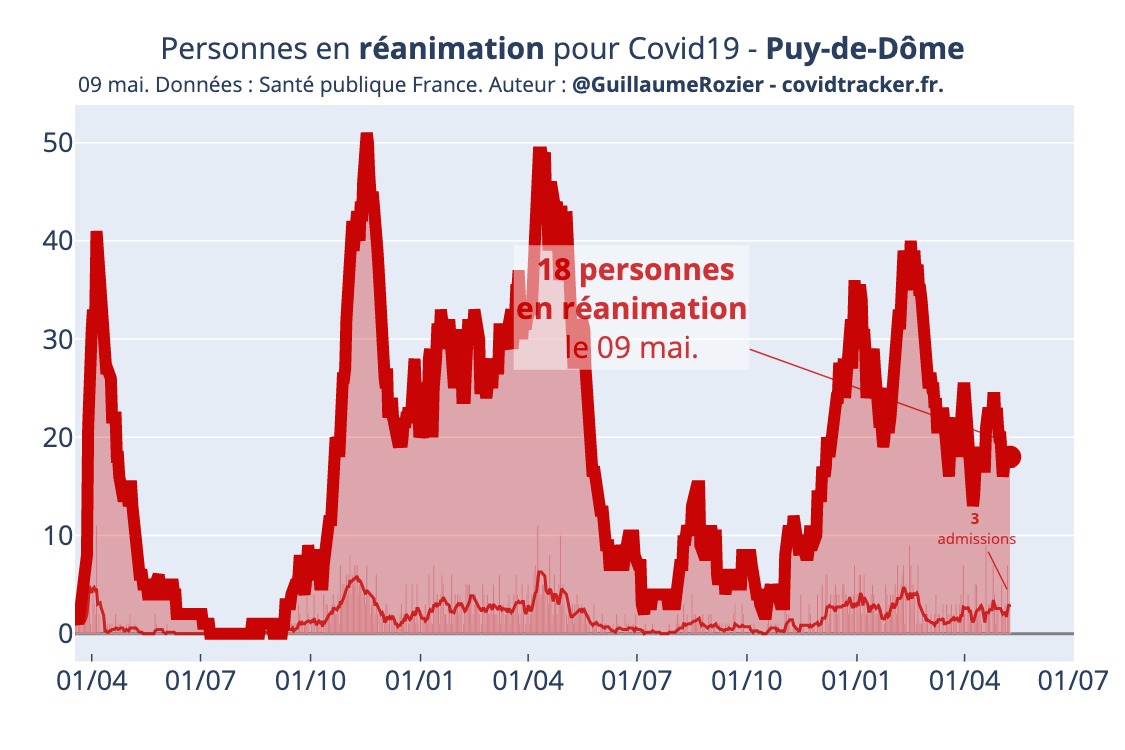 Personnes en réanimation pour Covid19 - Puy-de-Dôme
09 mai. Données : Santé publique France. Auteur : @GuillaumeRozier - covidtracker.fr.
50
40
30
20
10
0
18 personnes
en réanimation
le 09 mai.
3
admissions
01/04 01/07 01/10 01/01 01/04 01/07 01/10 01/01 01/04 01/07